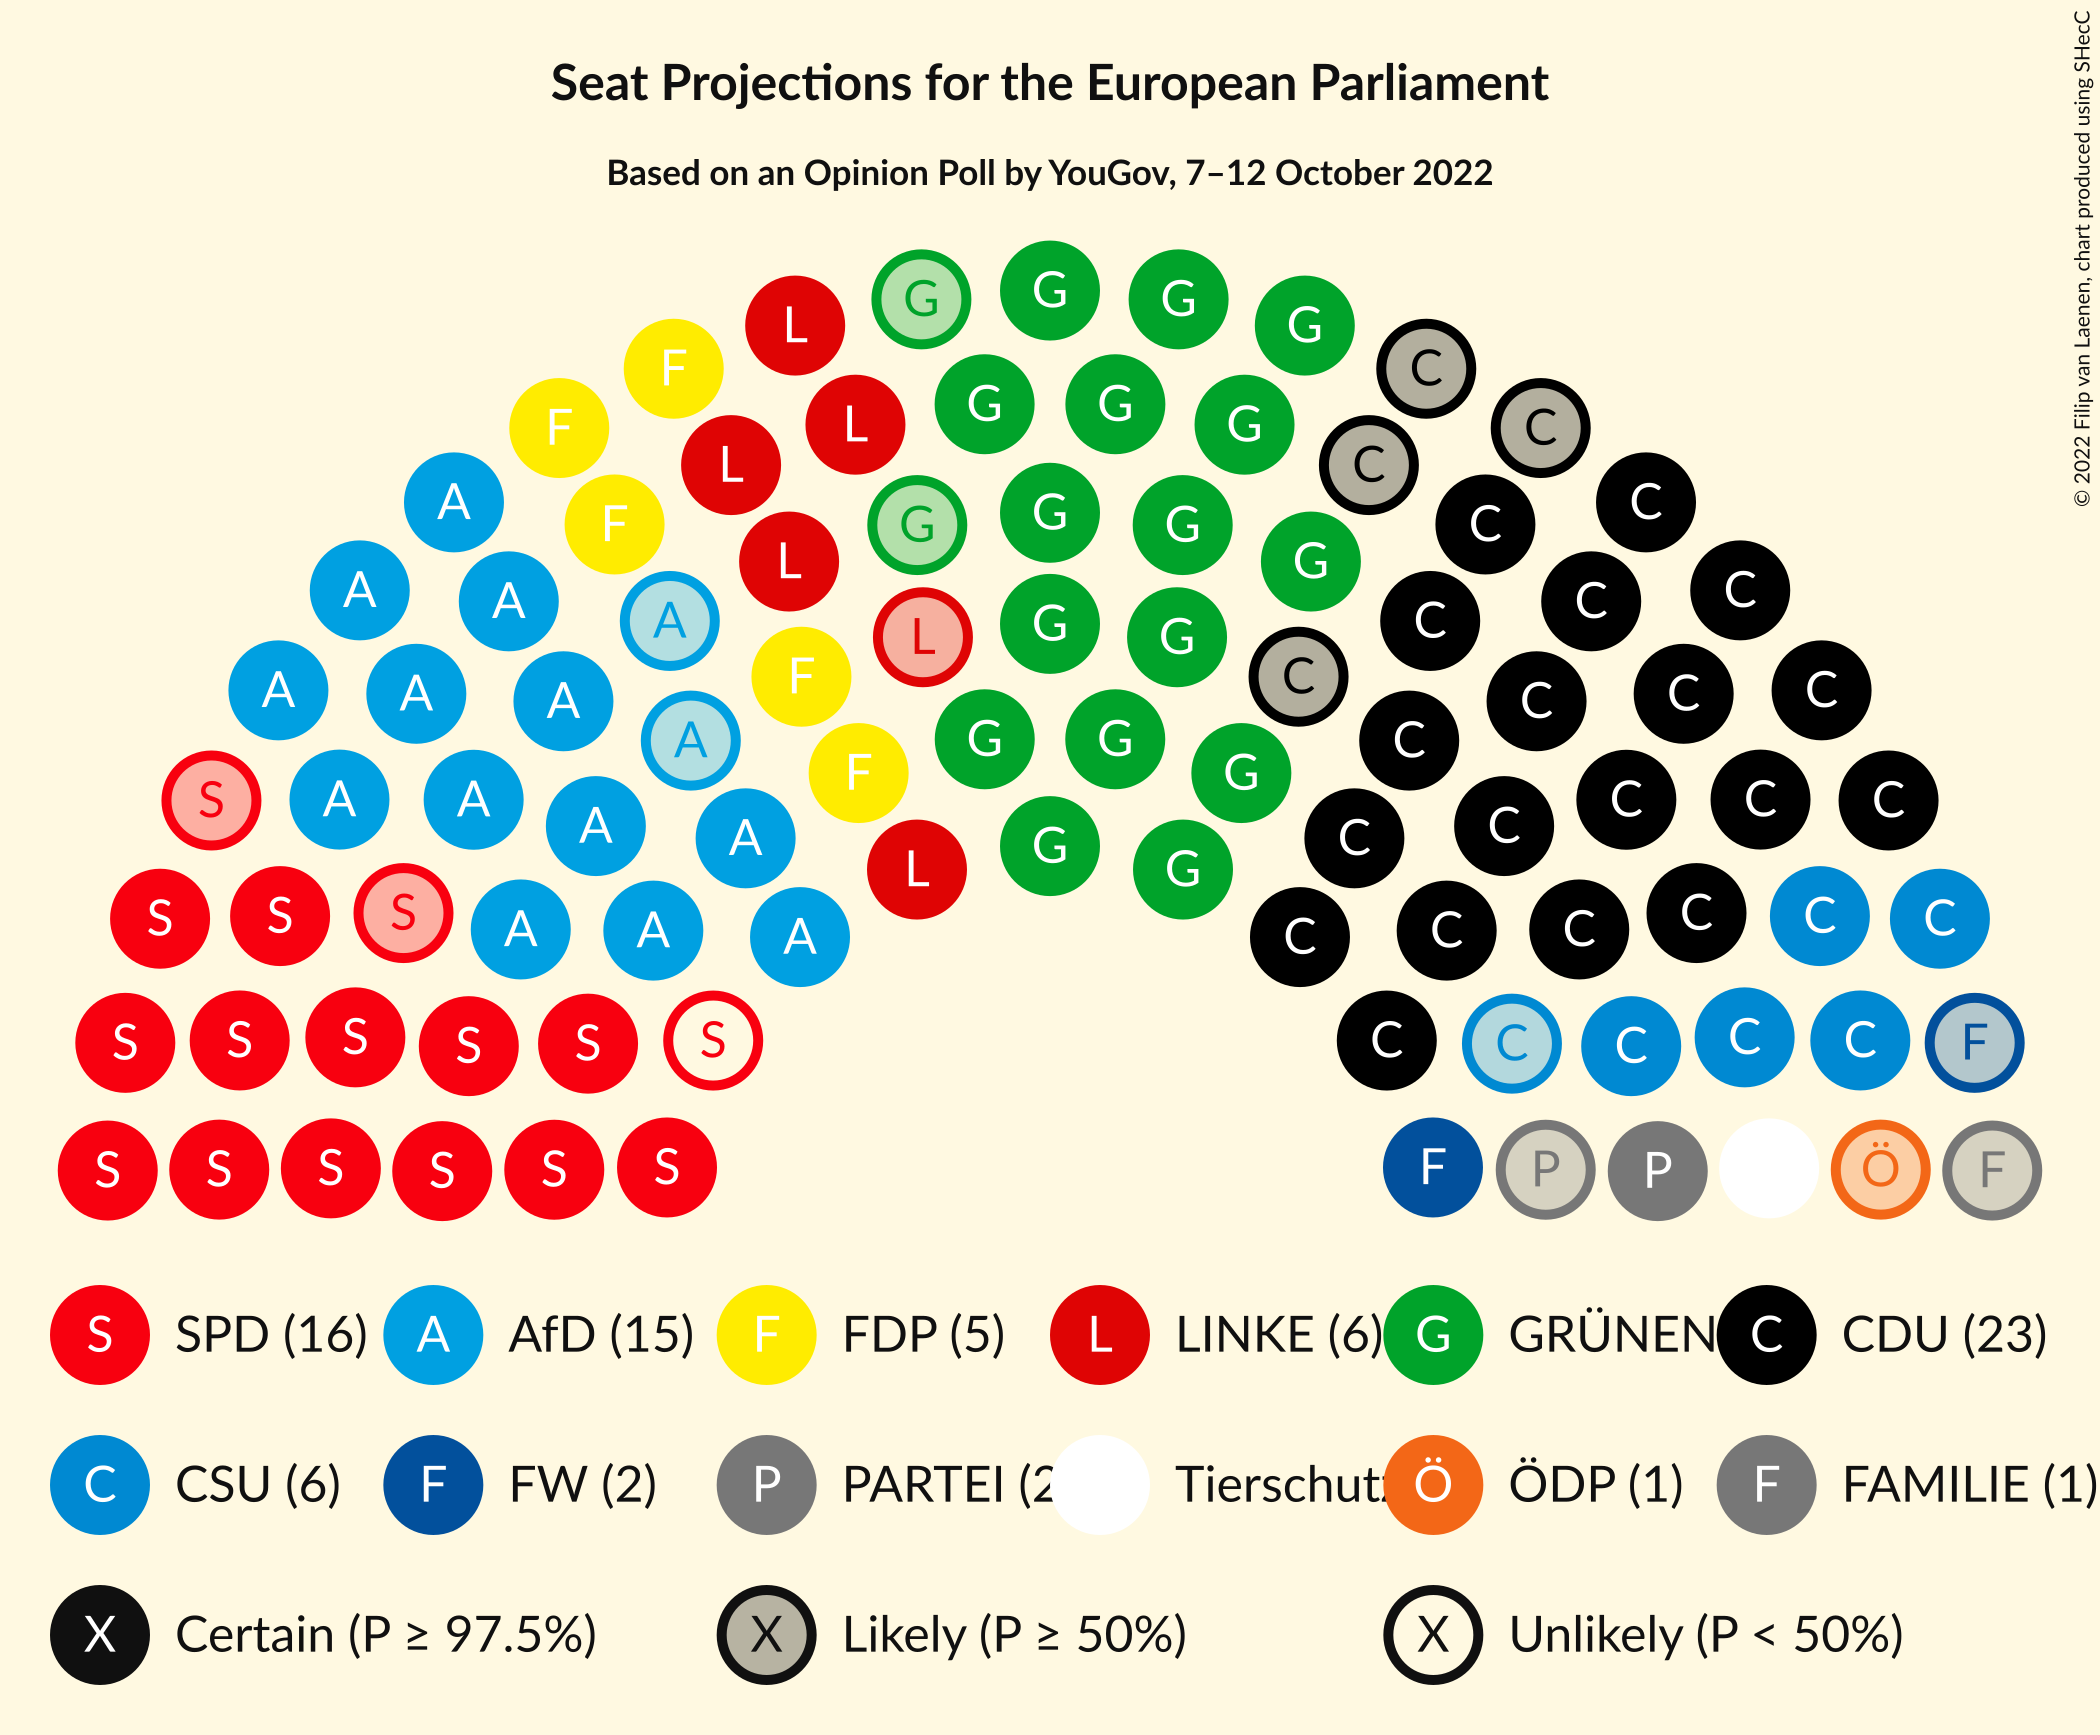 Seat Projections for the European Parliament
Based on an Opinion Poll by YouGov, 7–12 October 2022
© 2022 Filip van Laenen, chart produced using SHecC
G G G G
L C
F G G G C
F L L C
A F L G G G G C C C
A A A L G G C C C C
A A A A F G G G C C C C C
S A A A A F C C C C C
S S S A A A L G G C C C C C C
S S S S S S C C C C C F
S S S S S S F P P Ö F
S SPD (16) A AfD (15) F FDP (5) L LINKE (6) G GRÜNEN C CDU (23)
C CSU (6) F FW (2) P PARTEI (2 Tierschutz Ö ÖDP (1) F FAMILIE (1)
X Certain (P ≥ 97.5%) X Likely (P ≥ 50%) X Unlikely (P < 50%)